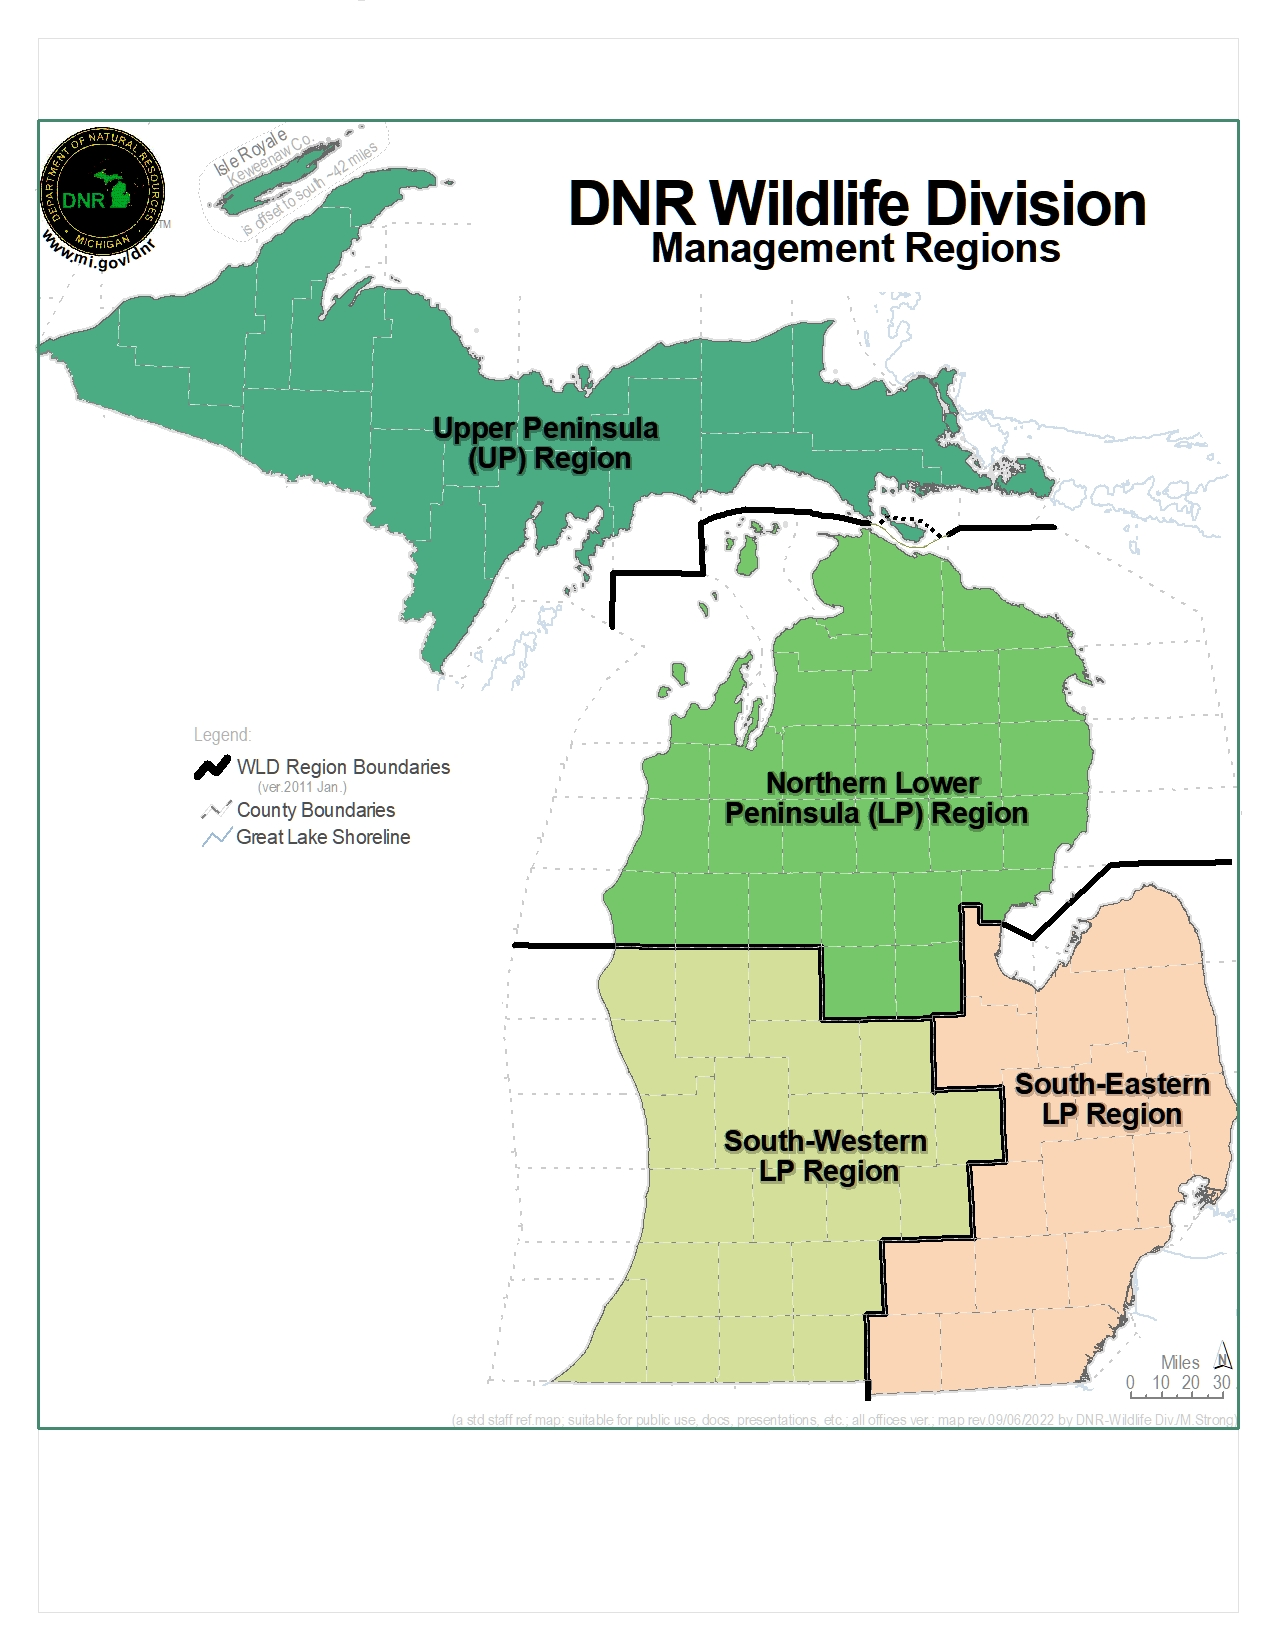 DEPARTMENT OF NATURAL RESOURCES
DNR
MICHIGAN
TM
www.mi.gov/dnr
Isle Royale
Keweenaw Co.
is offset to south ~42 miles
DNR Wildlife Division
Management Regions
Upper Peninsula
(UP) Region
Legend:
WLD Region Boundaries
(ver.2011 Jan.)
County Boundaries
Great Lake Shoreline
Northern Lower
Peninsula (LP) Region
South-Eastern
LP Region
South-Western
LP Region
N
Miles
0 10 20 30
(a std staff ref.map; suitable for public use, docs, presentations, etc.; all offices ver.; map rev.09/06/2022 by DNR-Wildlife Div./M.Strong)